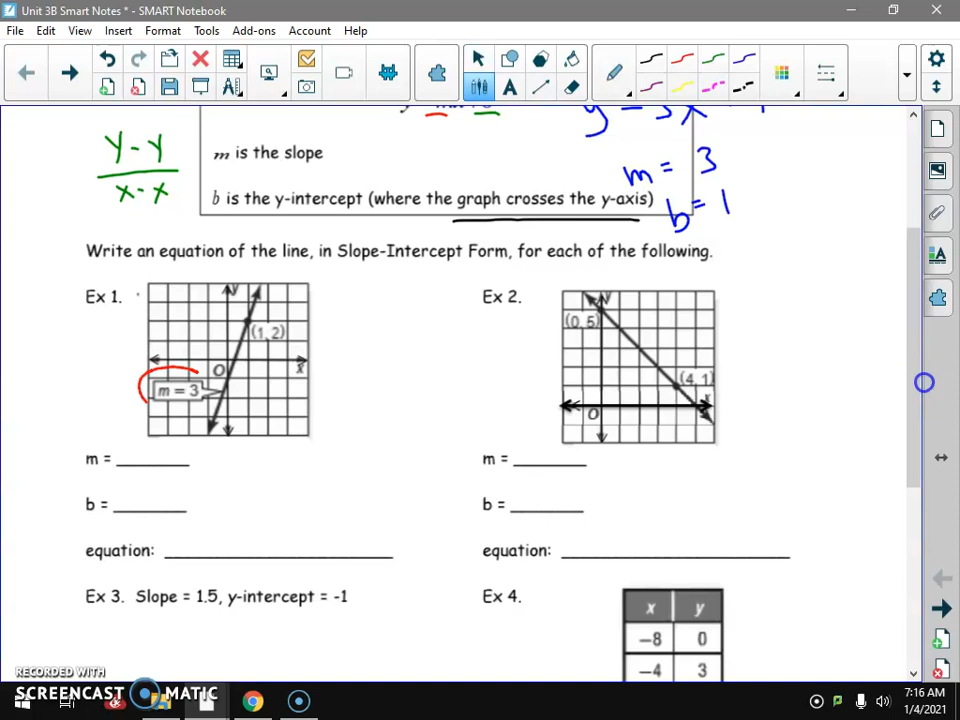 Unit 3B Smart Notes * - SMART Notebook
File Edit View Insert Format Tools Add-ons Account Help
y - y
x - x
m is the slope
b is the y-intercept (where the graph crosses the y-axis)
m = 3
b = 1
Write an equation of the line, in Slope-Intercept Form, for each of the following.
Ex 1.
y
(1, 2)
O
x
m = 3
Ex 2.
y
(0, 5)
(4, 1)
x
O
m = ________
b = ________
equation: _________________________
m = ________
b = ________
equation: _________________________
Ex 3. Slope = 1.5, y-intercept = -1
Ex 4.
x y
−8 0
−4 3
RECORDED WITH
SCREENCAST MATIC
7:16 AM
1/4/2021